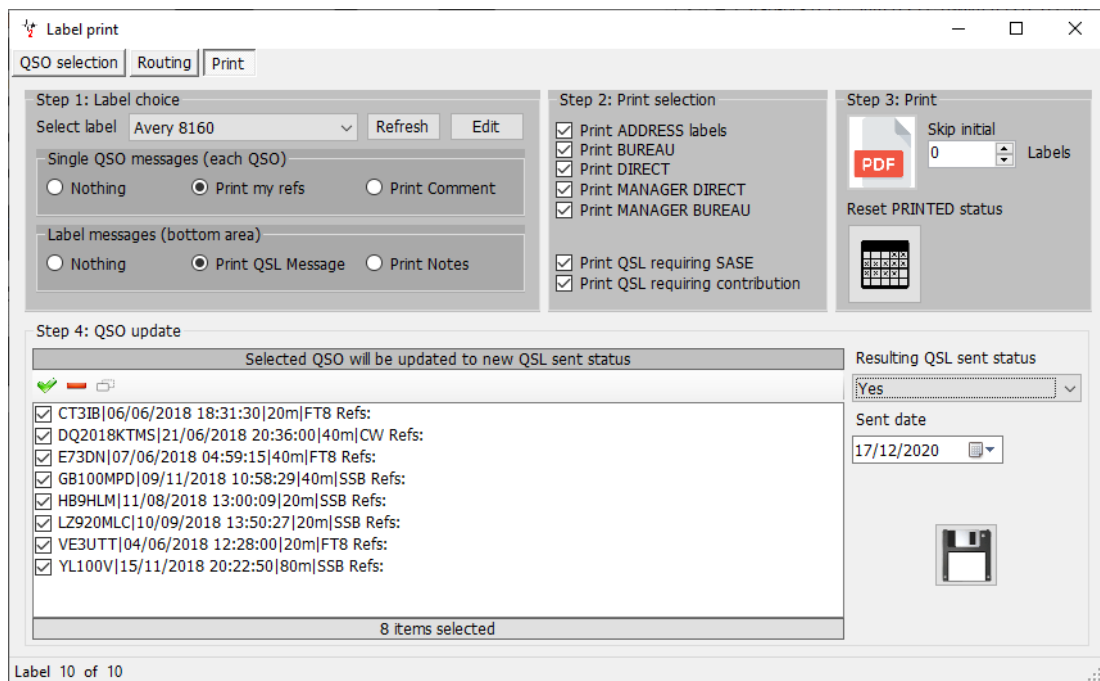 Label print
QSO selection Routing Print
Step 1: Label choice
Select label Avery 8160 Refresh Edit
Single QSO messages (each QSO)
Nothing Print my refs Print Comment
Label messages (bottom area)
Nothing Print QSL Message Print Notes
Step 2: Print selection
Print ADDRESS labels
Print BUREAU
Print DIRECT
Print MANAGER DIRECT
Print MANAGER BUREAU
Print QSL requiring SASE
Print QSL requiring contribution
Step 3: Print
PDF
Skip initial
0 Labels
Reset PRINTED status
Step 4: QSO update
Selected QSO will be updated to new QSL sent status
CT3IB|06/06/2018 18:31:30|20m|FT8 Refs:
DQ2018KTMS|21/06/2018 20:36:00|40m|CW Refs:
E73DN|07/06/2018 04:59:15|40m|FT8 Refs:
GB100MPD|09/11/2018 10:58:29|40m|SSB Refs:
HB9HLM|11/08/2018 13:00:09|20m|SSB Refs:
LZ920MLC|10/09/2018 13:50:27|20m|SSB Refs:
VE3UTT|04/06/2018 12:28:00|20m|FT8 Refs:
YL100V|15/11/2018 20:22:50|80m|SSB Refs:
8 items selected
Resulting QSL sent status
Yes
Sent date
17/12/2020
Label 10 of 10